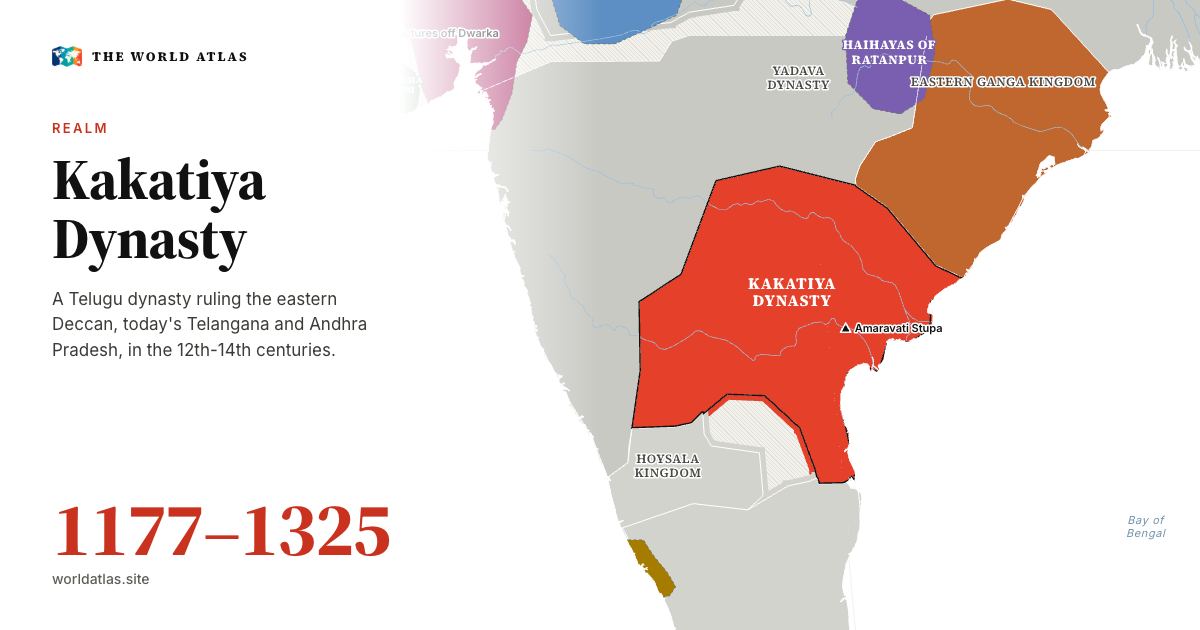 THE WORLD ATLAS
REALM
Kakatiya
Dynasty
A Telugu dynasty ruling the eastern
Deccan, today's Telangana and Andhra
Pradesh, in the 12th-14th centuries.
1177–1325
worldatlas.site
tures off Dwarka
YADAVA
DYNASTY
HAIHAYAS OF
RATANPUR
EASTERN GANGA KINGDOM
KAKATIYA
DYNASTY
▲ Amaravati Stupa
HOYSALA
KINGDOM
Bay of
Bengal